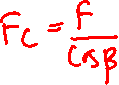 Fc = F / Cosβ